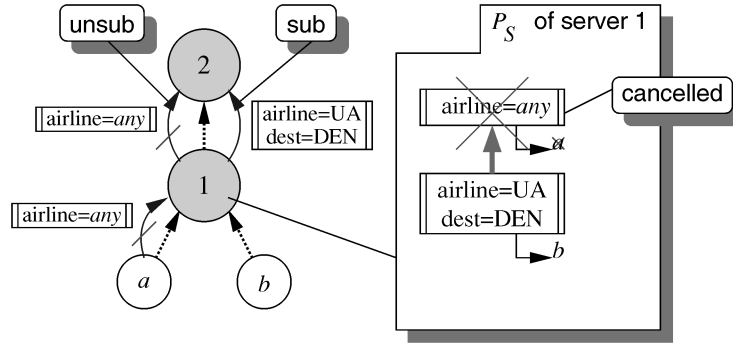 unsub
sub
2
airline=any
airline=UA
dest=DEN
1
airline=any
a
b
PS of server 1
airline=any
cancelled
a
airline=UA
dest=DEN
b